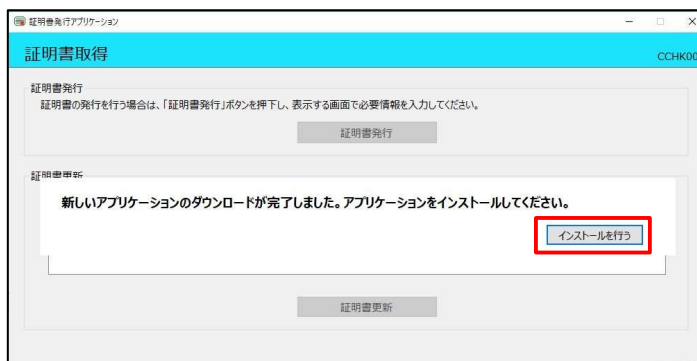 証明書発行アプリケーション
証明書取得
CCHK00
証明書発行
証明書の発行を行う場合は、「証明書発行」ボタンを押下し、表示する画面で必要情報を入力してください。
証明書発行
証明書更新
新しいアプリケーションのダウンロードが完了しました。アプリケーションをインストールしてください。
インストールを行う
証明書更新